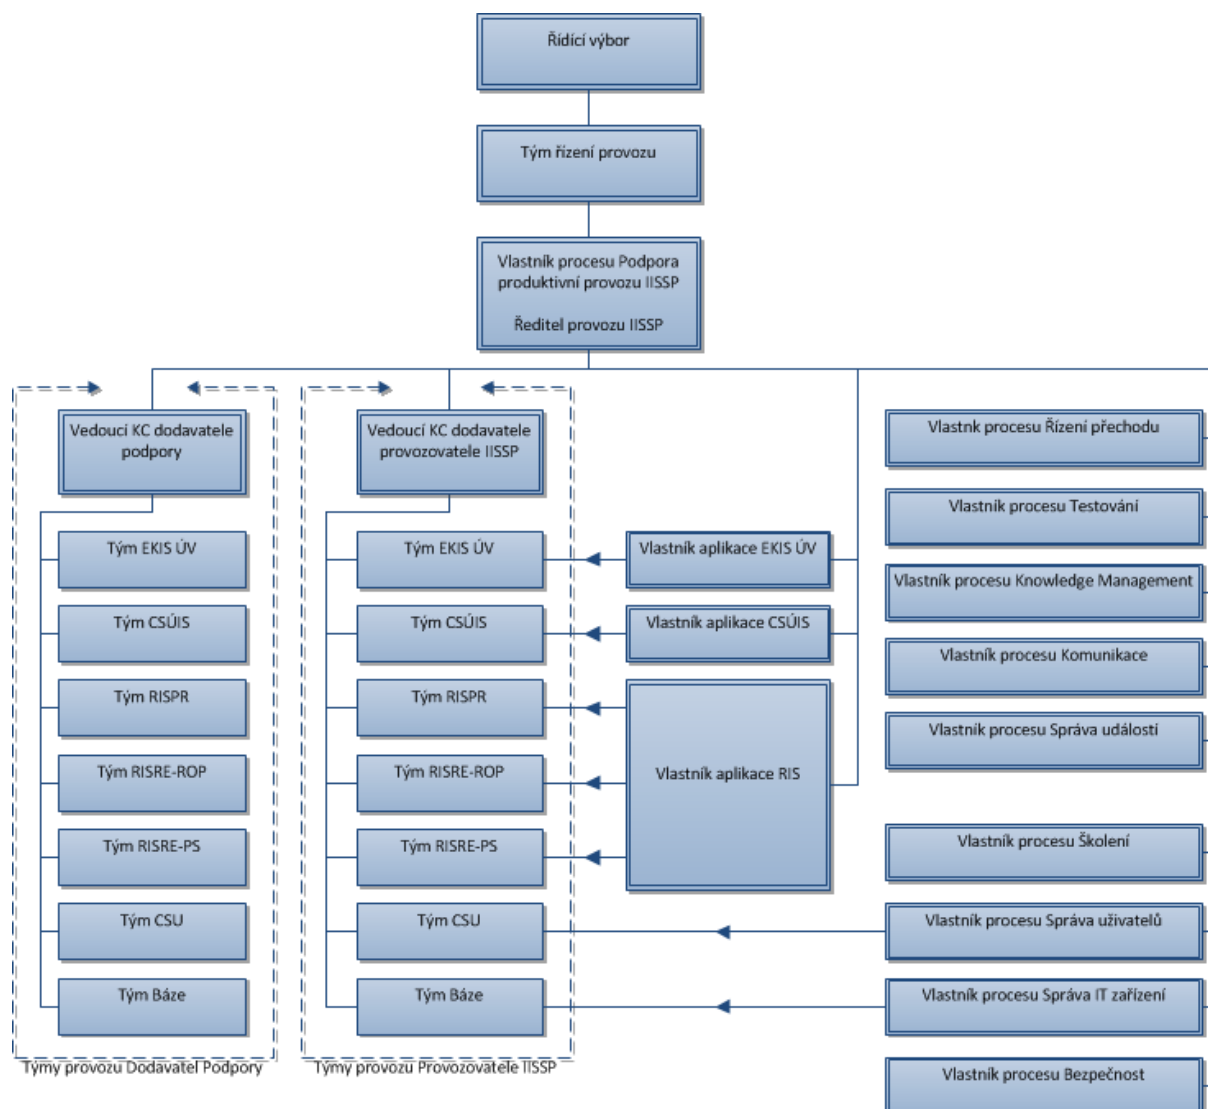 Řídící výbor
Tým řízení provozu
Vlastník procesu Podpora
produktivní provozu IISSP
Ředitel provozu IISSP
Vedoucí KC dodavatele
podpory
Tým EKIS ÚV
Tým CSÚIS
Tým RISPR
Tým RISRE-ROP
Tým RISRE-PS
Tým CSU
Tým Báze
Týmy provozu Dodavatel Podpory
Vedoucí KC dodavatele
provozovatele IISSP
Tým EKIS ÚV
Tým CSÚIS
Tým RISPR
Tým RISRE-ROP
Tým RISRE-PS
Tým CSU
Tým Báze
Týmy provozu Provozovatele IISSP
Vlastník aplikace EKIS ÚV
Vlastník aplikace CSÚIS
Vlastník aplikace RIS
Vlastnk procesu Řízení přechodu
Vlastník procesu Testování
Vlastník procesu Knowledge Management
Vlastník procesu Komunikace
Vlastník procesu Správa událostí
Vlastník procesu Školení
Vlastník procesu Správa uživatelů
Vlastník procesu Správa IT zařízení
Vlastník procesu Bezpečnost